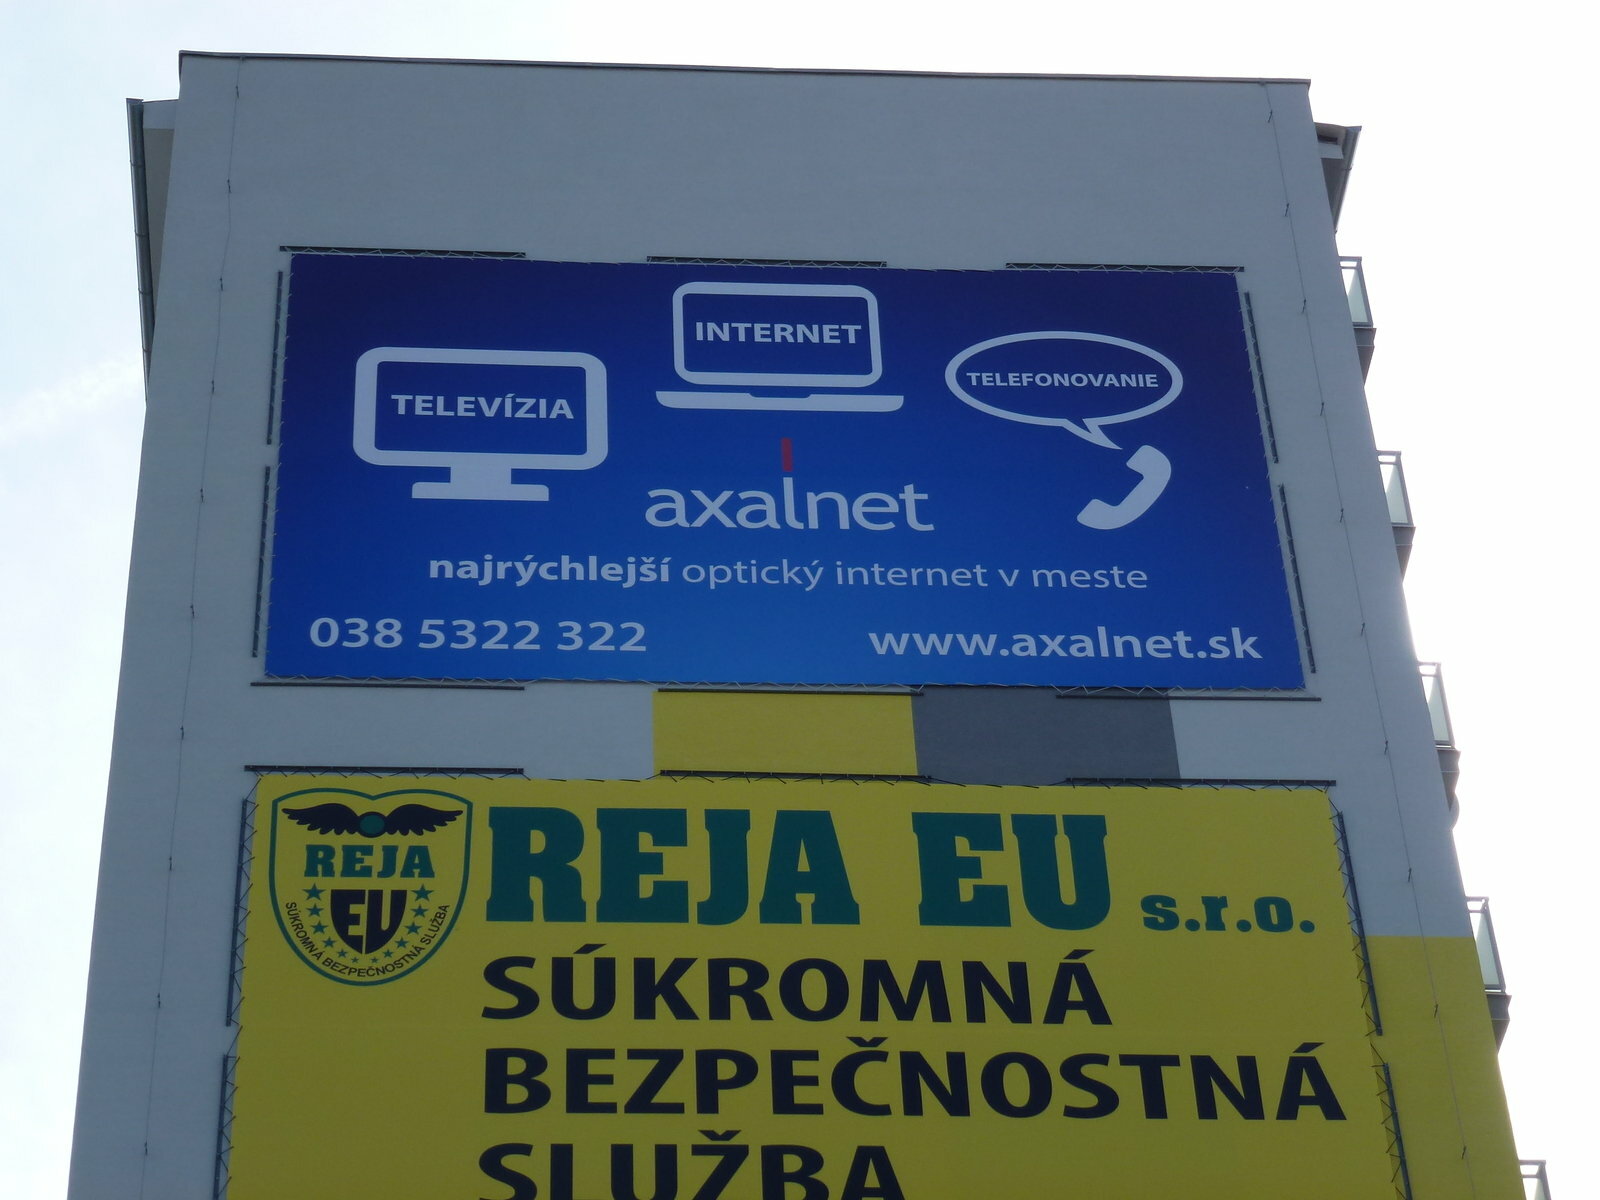 INTERNET
TELEVÍZIA
TELEFONOVANIE
axalnet
najrýchlejší optický internet v meste
038 5322 322
www.axalnet.sk
REJA
EU
SÚKROMNÁ BEZPEČNOSTNÁ SLUŽBA
REJA EU s.r.o.
SÚKROMNÁ
BEZPEČNOSTNÁ
SLUŽBA